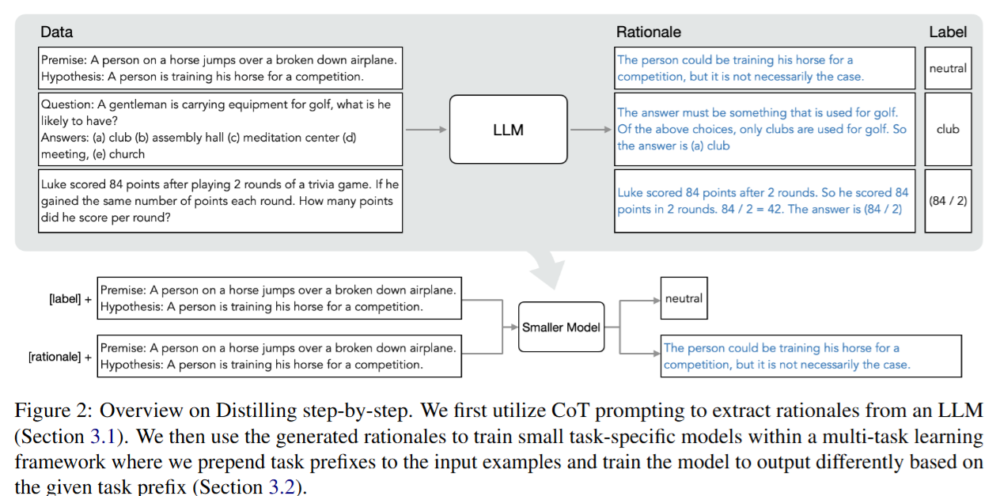 Data
Rationale
Label
Premise: A person on a horse jumps over a broken down airplane.
Hypothesis: A person is training his horse for a competition.
The person could be training his horse for a
competition, but it is not necessarily the case.
neutral
Question: A gentleman is carrying equipment for golf, what is he
likely to have?
Answers: (a) club (b) assembly hall (c) meditation center (d)
meeting, (e) church
LLM
The answer must be something that is used for golf.
Of the above choices, only clubs are used for golf. So
the answer is (a) club
club
Luke scored 84 points after playing 2 rounds of a trivia game. If he
gained the same number of points each round. How many points
did he score per round?
Luke scored 84 points after 2 rounds. So he scored 84
points in 2 rounds. 84 / 2 = 42. The answer is (84 / 2)
(84 / 2)
[label] +
Premise: A person on a horse jumps over a broken down airplane.
Hypothesis: A person is training his horse for a competition.
neutral
Smaller Model
[rationale] +
Premise: A person on a horse jumps over a broken down airplane.
Hypothesis: A person is training his horse for a competition.
The person could be training his horse for a
competition, but it is not necessarily the case.
Figure 2: Overview on Distilling step-by-step. We first utilize CoT prompting to extract rationales from an LLM
(Section 3.1). We then use the generated rationales to train small task-specific models within a multi-task learning
framework where we prepend task prefixes to the input examples and train the model to output differently based on
the given task prefix (Section 3.2).